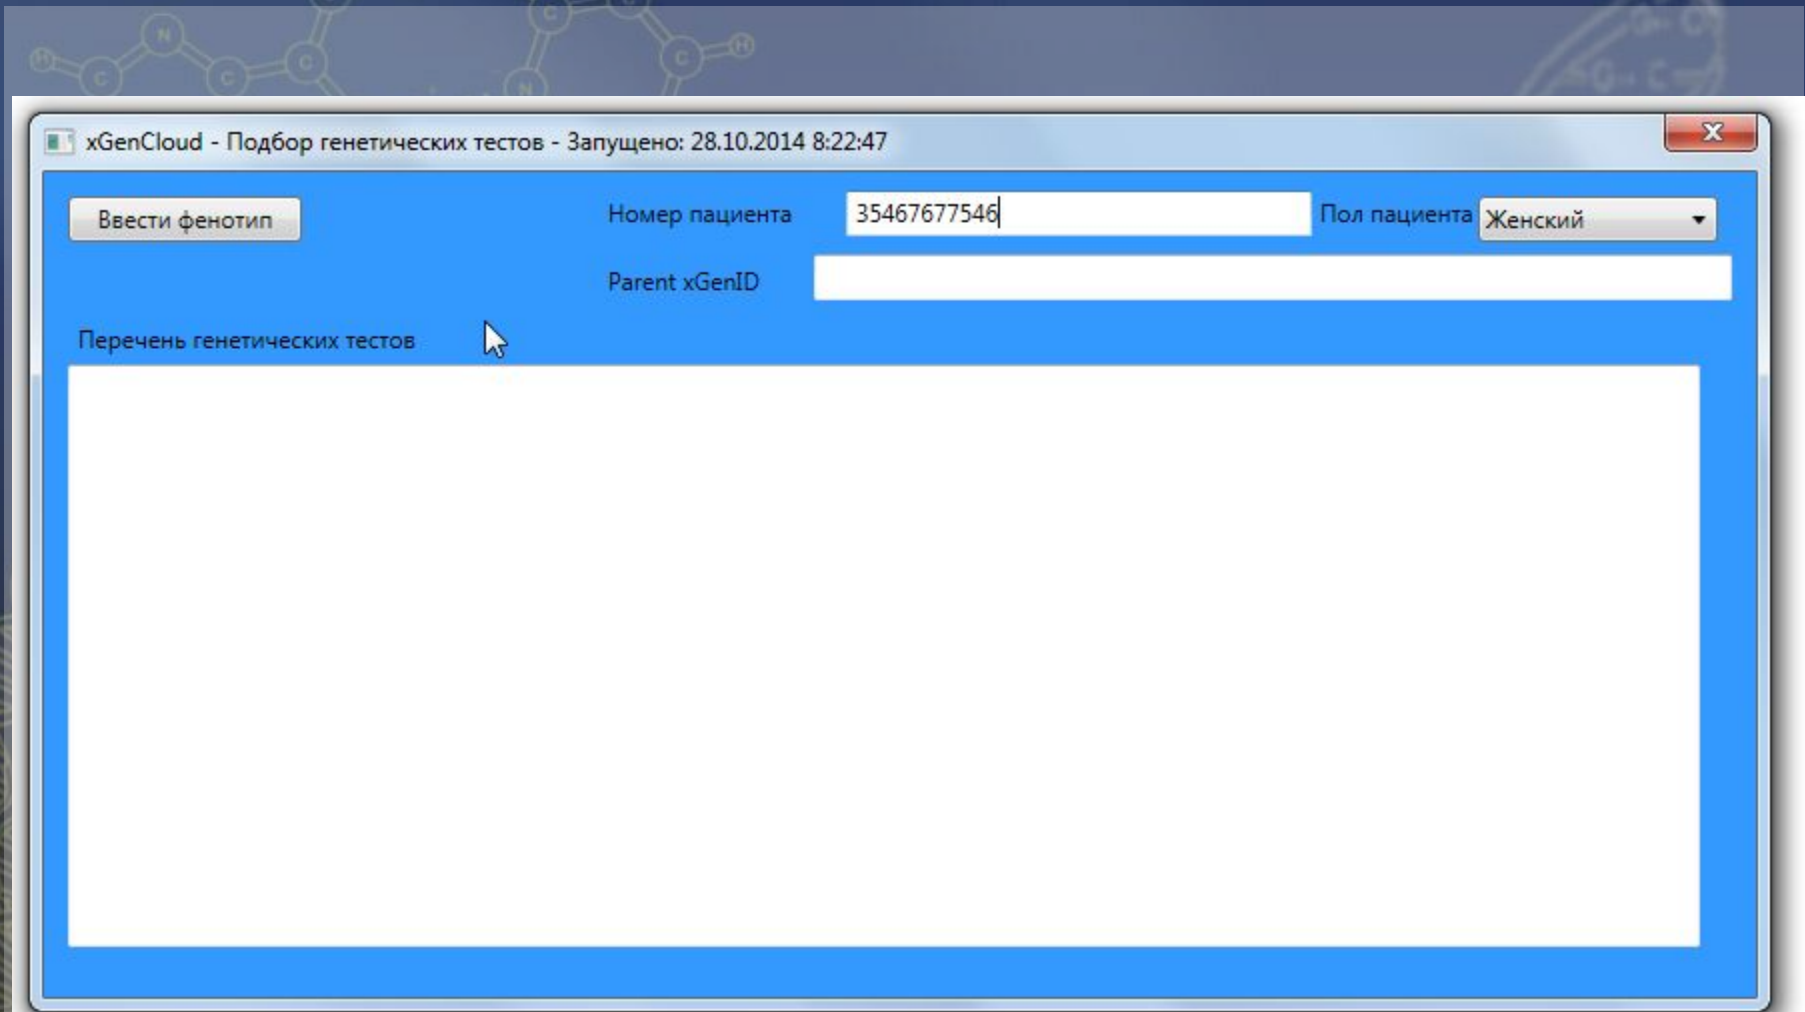 xGenCloud - Подбор генетических тестов - Запущено: 28.10.2014 8:22:47
Ввести фенотип
Номер пациента 35467677546 Пол пациента Женский
Parent xGenID
Перечень генетических тестов